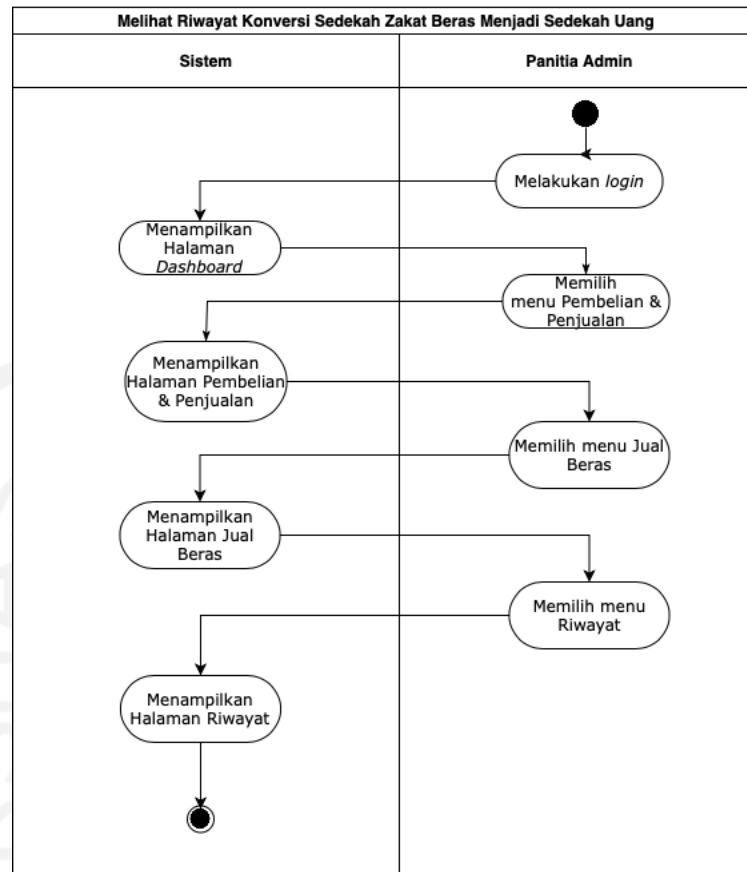 Melihat Riwayat Konversi Sedekah Zakat Beras Menjadi Sedekah Uang
Sistem
Panitia Admin
Melakukan login
Menampilkan
Halaman
Dashboard
Memilih
menu Pembelian &
Penjualan
Menampilkan
Halaman Pembelian
& Penjualan
Memilih menu Jual
Beras
Menampilkan
Halaman Jual
Beras
Memilih menu
Riwayat
Menampilkan
Halaman Riwayat